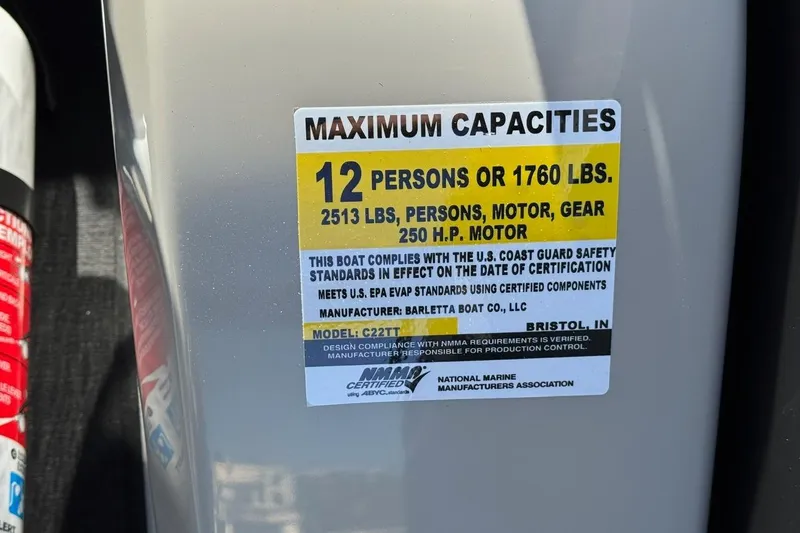 MAXIMUM CAPACITIES
12 PERSONS OR 1760 LBS.
2513 LBS, PERSONS, MOTOR, GEAR
250 H.P. MOTOR
THIS BOAT COMPLIES WITH THE U.S. COAST GUARD SAFETY
STANDARDS IN EFFECT ON THE DATE OF CERTIFICATION
MEETS U.S. EPA EVAP STANDARDS USING CERTIFIED COMPONENTS
MANUFACTURER: BARLETTA BOAT CO., LLC
MODEL: C22TT BRISTOL, IN
DESIGN COMPLIANCE WITH NMMA REQUIREMENTS IS VERIFIED.
MANUFACTURER RESPONSIBLE FOR PRODUCTION CONTROL.
NMMA
CERTIFIED
using ABYC standards
NATIONAL MARINE
MANUFACTURERS ASSOCIATION